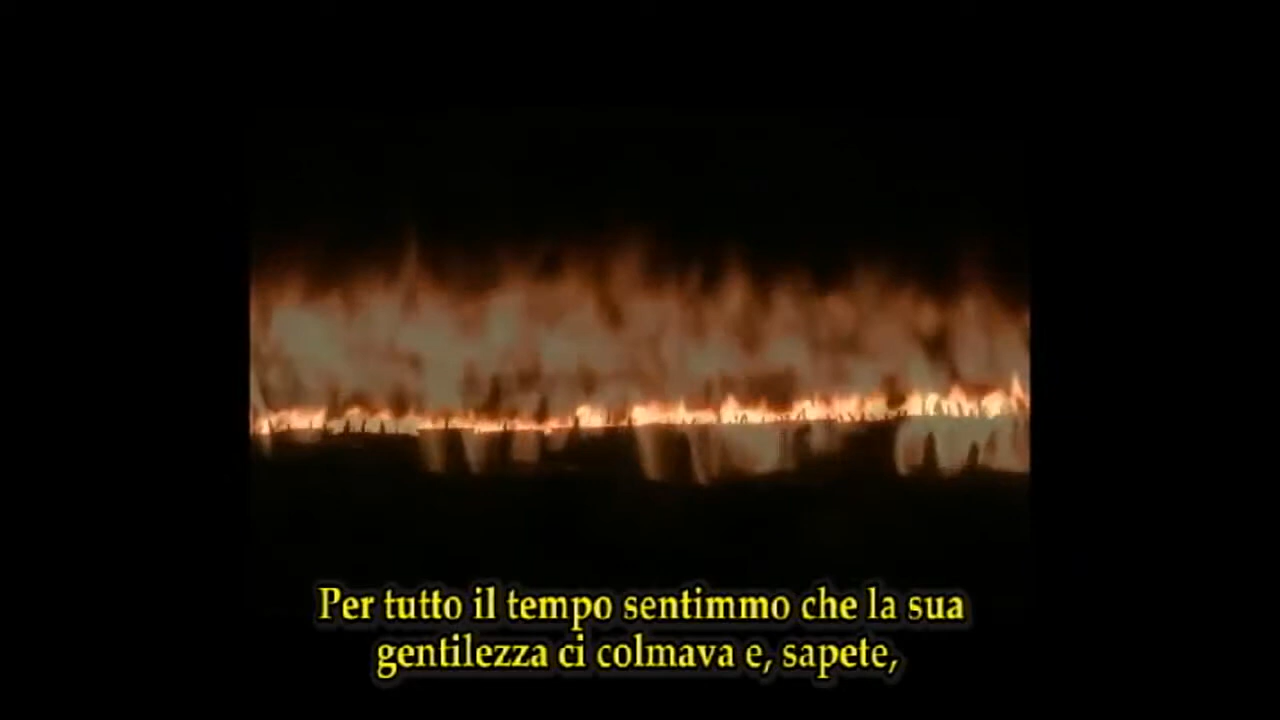 Per tutto il tempo sentimmo che la sua
gentilezza ci colmava e, sapete,